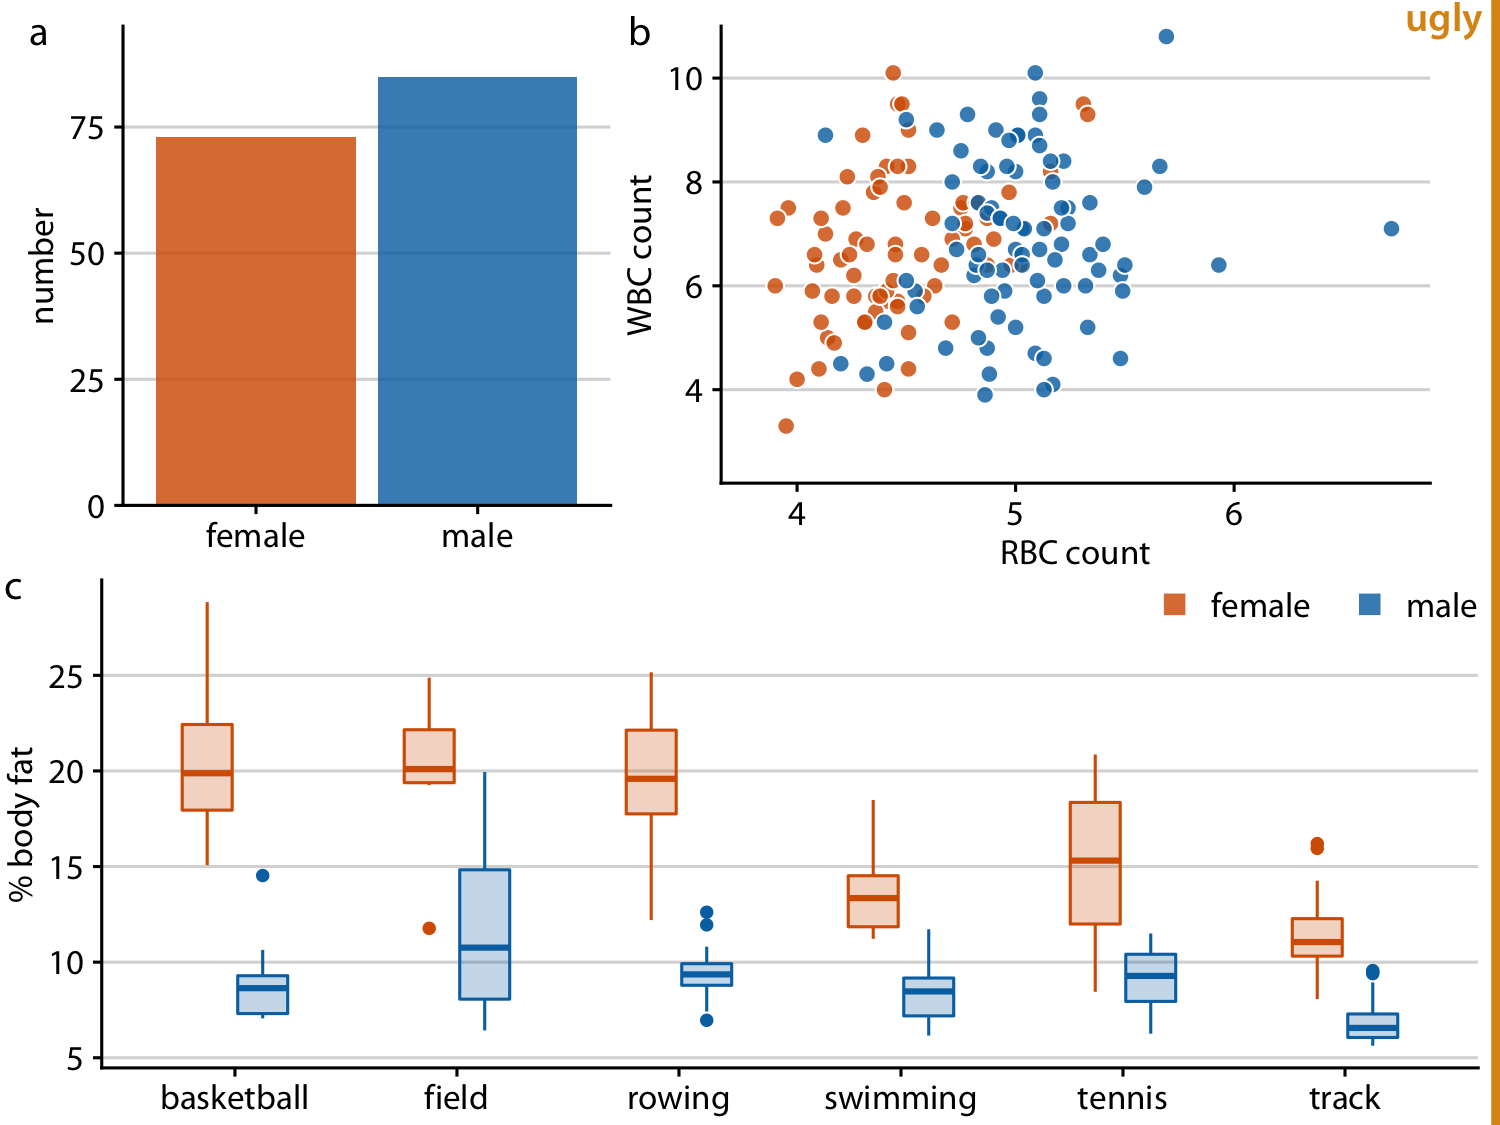 ugly
a
number
75
50
25
0
female
male
b
WBC count
10
8
6
4
4
5
6
RBC count
c
female
male
% body fat
25
20
15
10
5
basketball
field
rowing
swimming
tennis
track